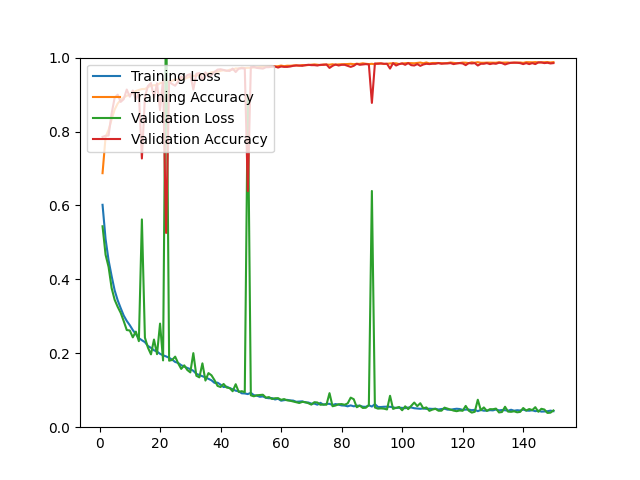 Training Loss
Training Accuracy
Validation Loss
Validation Accuracy
1.0
0.8
0.6
0.4
0.2
0.0
0 20 40 60 80 100 120 140